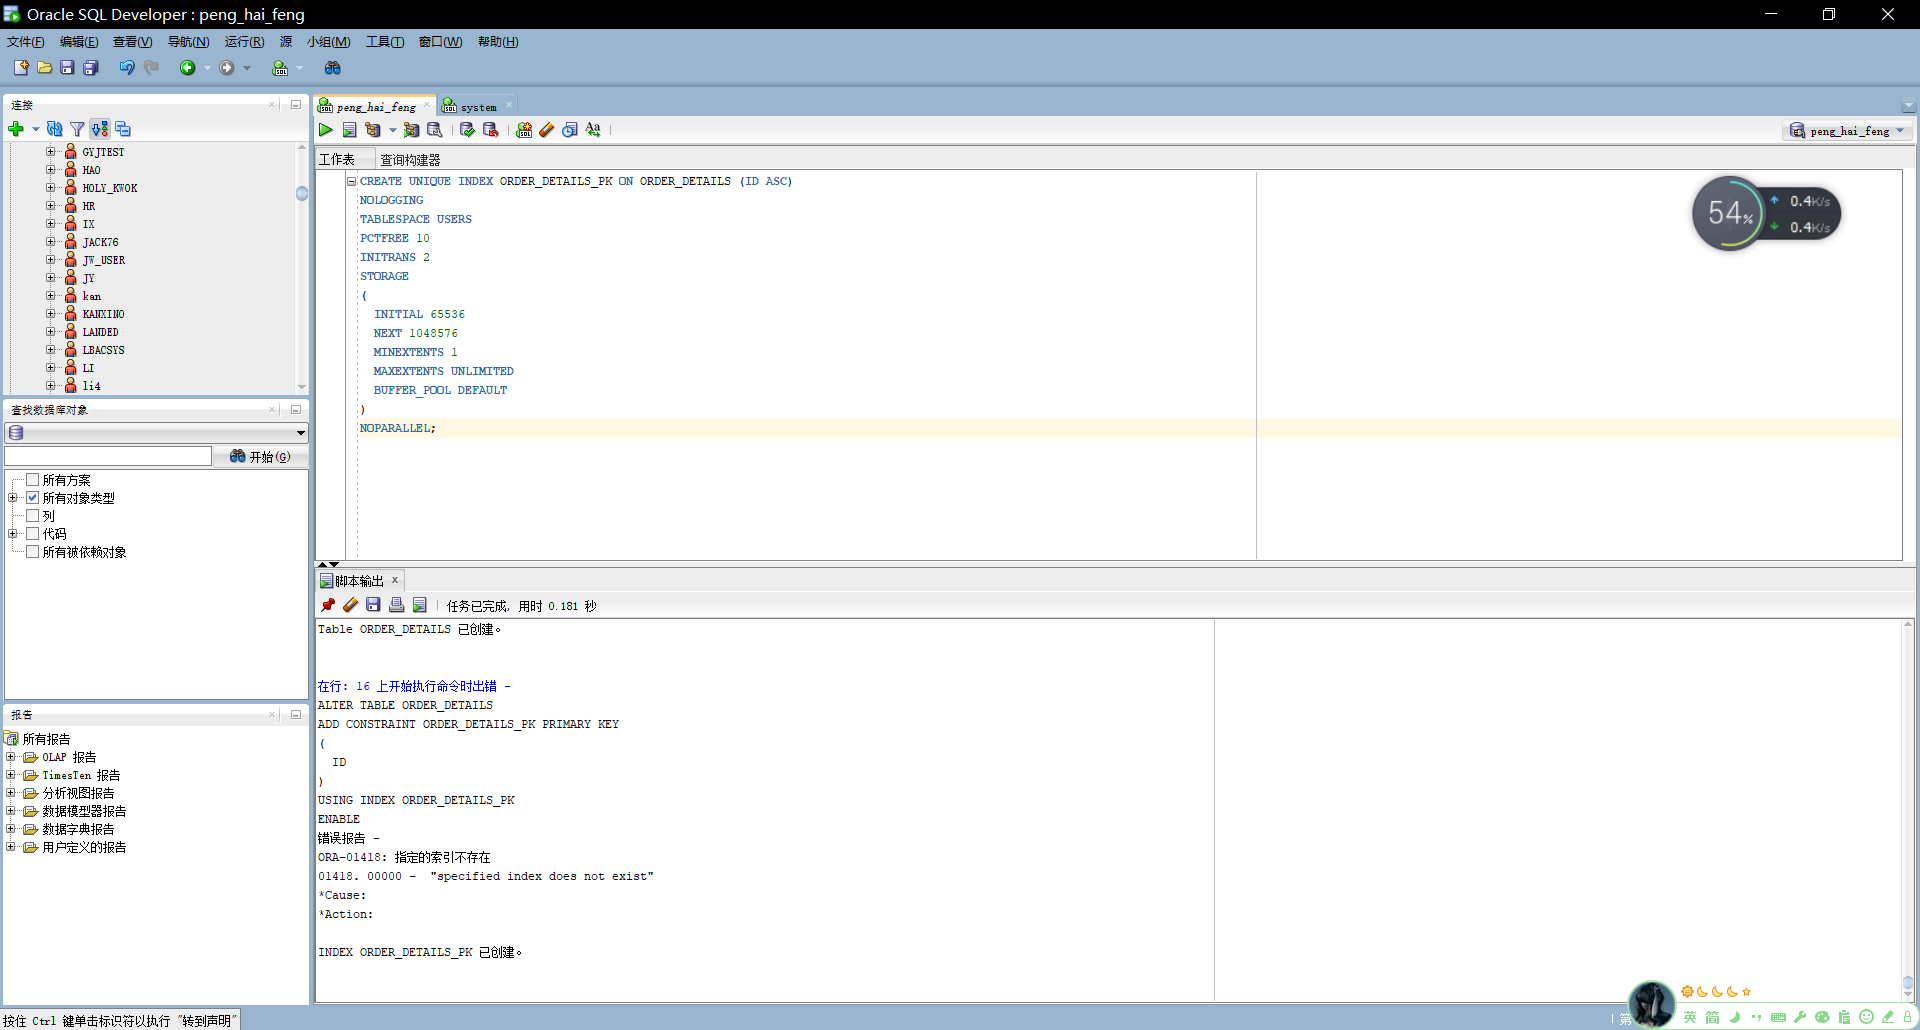 Oracle SQL Developer : peng_hai_feng
文件(F) 编辑(E) 查看(V) 导航(N) 运行(R) 源 小组(M) 工具(T) 窗口(W) 帮助(H)
连接
GYJTEST
HAO
HOLY_KWOK
HR
IX
JACK76
JW_USER
JY
kan
KANXINO
LANDED
LBACSYS
LI
li4
查找数据库对象
开始(G)
所有方案
所有对象类型
列
代码
所有被依赖对象
报告
所有报告
OLAP 报告
TimesTen 报告
分析视图报告
数据模型器报告
数据字典报告
用户定义的报告
peng_hai_feng system
SQL SQL
Aa
peng_hai_feng
工作表 查询构建器
CREATE UNIQUE INDEX ORDER_DETAILS_PK ON ORDER_DETAILS (ID ASC)
NOLOGGING
TABLESPACE USERS
PCTFREE 10
INITRANS 2
STORAGE
(
INITIAL 65536
NEXT 1048576
MINEXTENTS 1
MAXEXTENTS UNLIMITED
BUFFER_POOL DEFAULT
)
NOPARALLEL;
54%
0.4K/s
0.4K/s
脚本输出
任务已完成, 用时 0.181 秒
Table ORDER_DETAILS 已创建。
在行: 16 上开始执行命令时出错 -
ALTER TABLE ORDER_DETAILS
ADD CONSTRAINT ORDER_DETAILS_PK PRIMARY KEY
(
ID
)
USING INDEX ORDER_DETAILS_PK
ENABLE
错误报告 -
ORA-01418: 指定的索引不存在
01418. 00000 - "specified index does not exist"
*Cause:
*Action:
INDEX ORDER_DETAILS_PK 已创建。
按住 Ctrl 键单击标识符以执行 "转到声明"
第
英 简